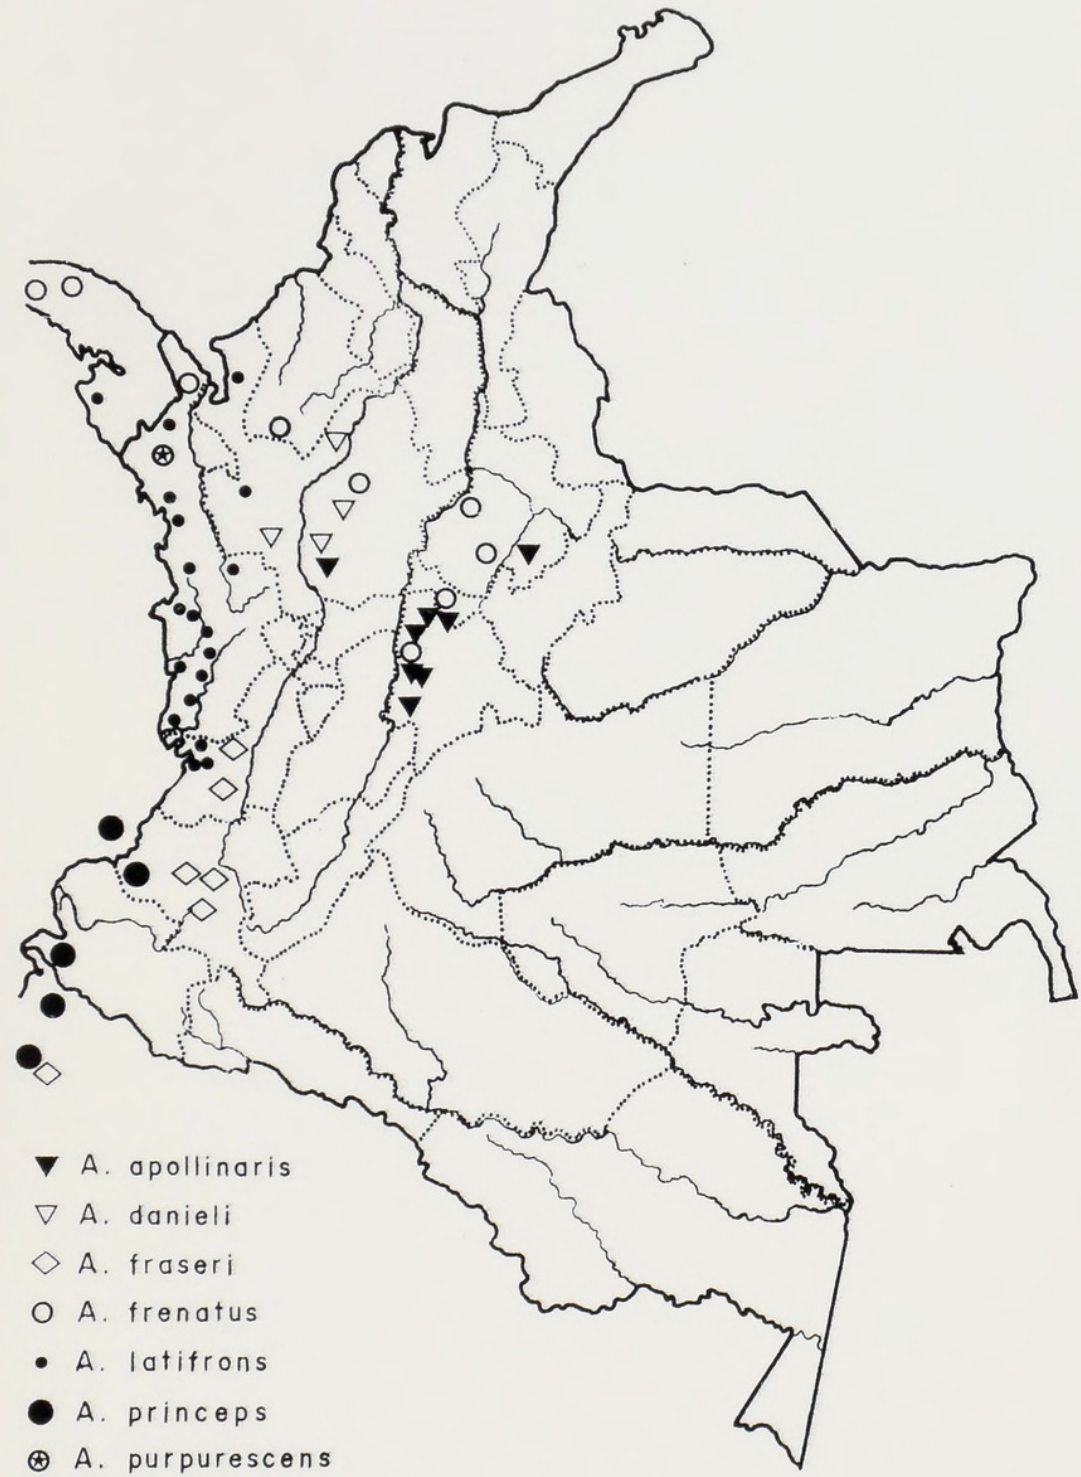 A. apollinaris
A. danieli
A. fraseri
A. frenatus
A. latifrons
A. princeps
A. purpurescens